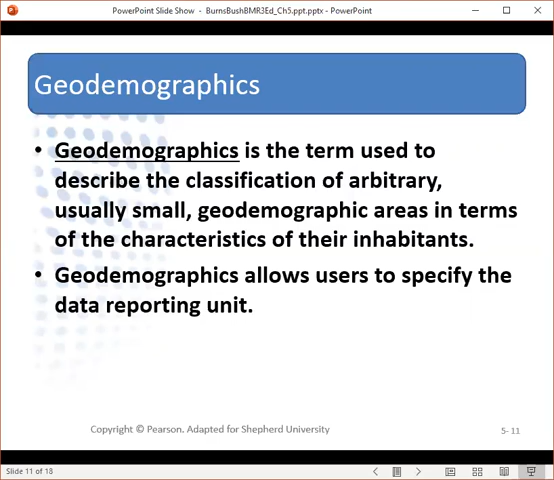 PowerPoint Slide Show - BurnsBushBMR3Ed_Ch5.ppt.pptx - PowerPoint
Geodemographics
• Geodemographics is the term used to
describe the classification of arbitrary,
usually small, geodemographic areas in terms
of the characteristics of their inhabitants.
• Geodemographics allows users to specify the
data reporting unit.
Copyright © Pearson. Adapted for Shepherd University
5- 11
Slide 11 of 18